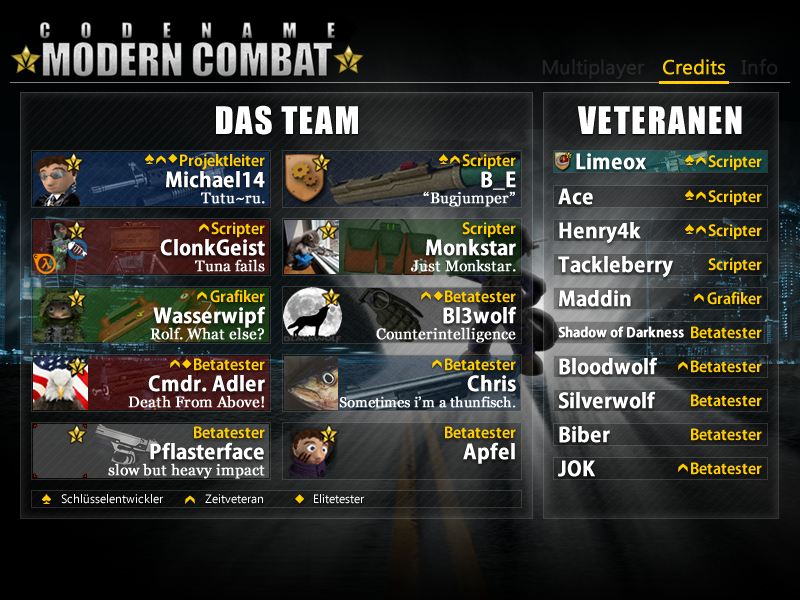 CODENAME
MODERN COMBAT
Multiplayer Credits Info
DAS TEAM
Projektleiter
Michael14
Tutu~ru.
Scripter
B_E
“Bugjumper”
Scripter
ClonkGeist
Tuna fails
Scripter
Monkstar
Just Monkstar.
Grafiker
Wasserwipf
Rolf. What else?
Betatester
Bl3wolf
Counterintelligence
Betatester
Cmdr. Adler
Death From Above!
Betatester
Chris
Sometimes i’m a thunfisch.
Betatester
Pflasterface
slow but heavy impact
Betatester
Apfel
Schlüsselentwickler Zeitveteran Elitetester
VETERANEN
Limeox Scripter
Ace Scripter
Henry4k Scripter
Tackleberry Scripter
Maddin Grafiker
Shadow of Darkness Betatester
Bloodwolf Betatester
Silverwolf Betatester
Biber Betatester
JOK Betatester